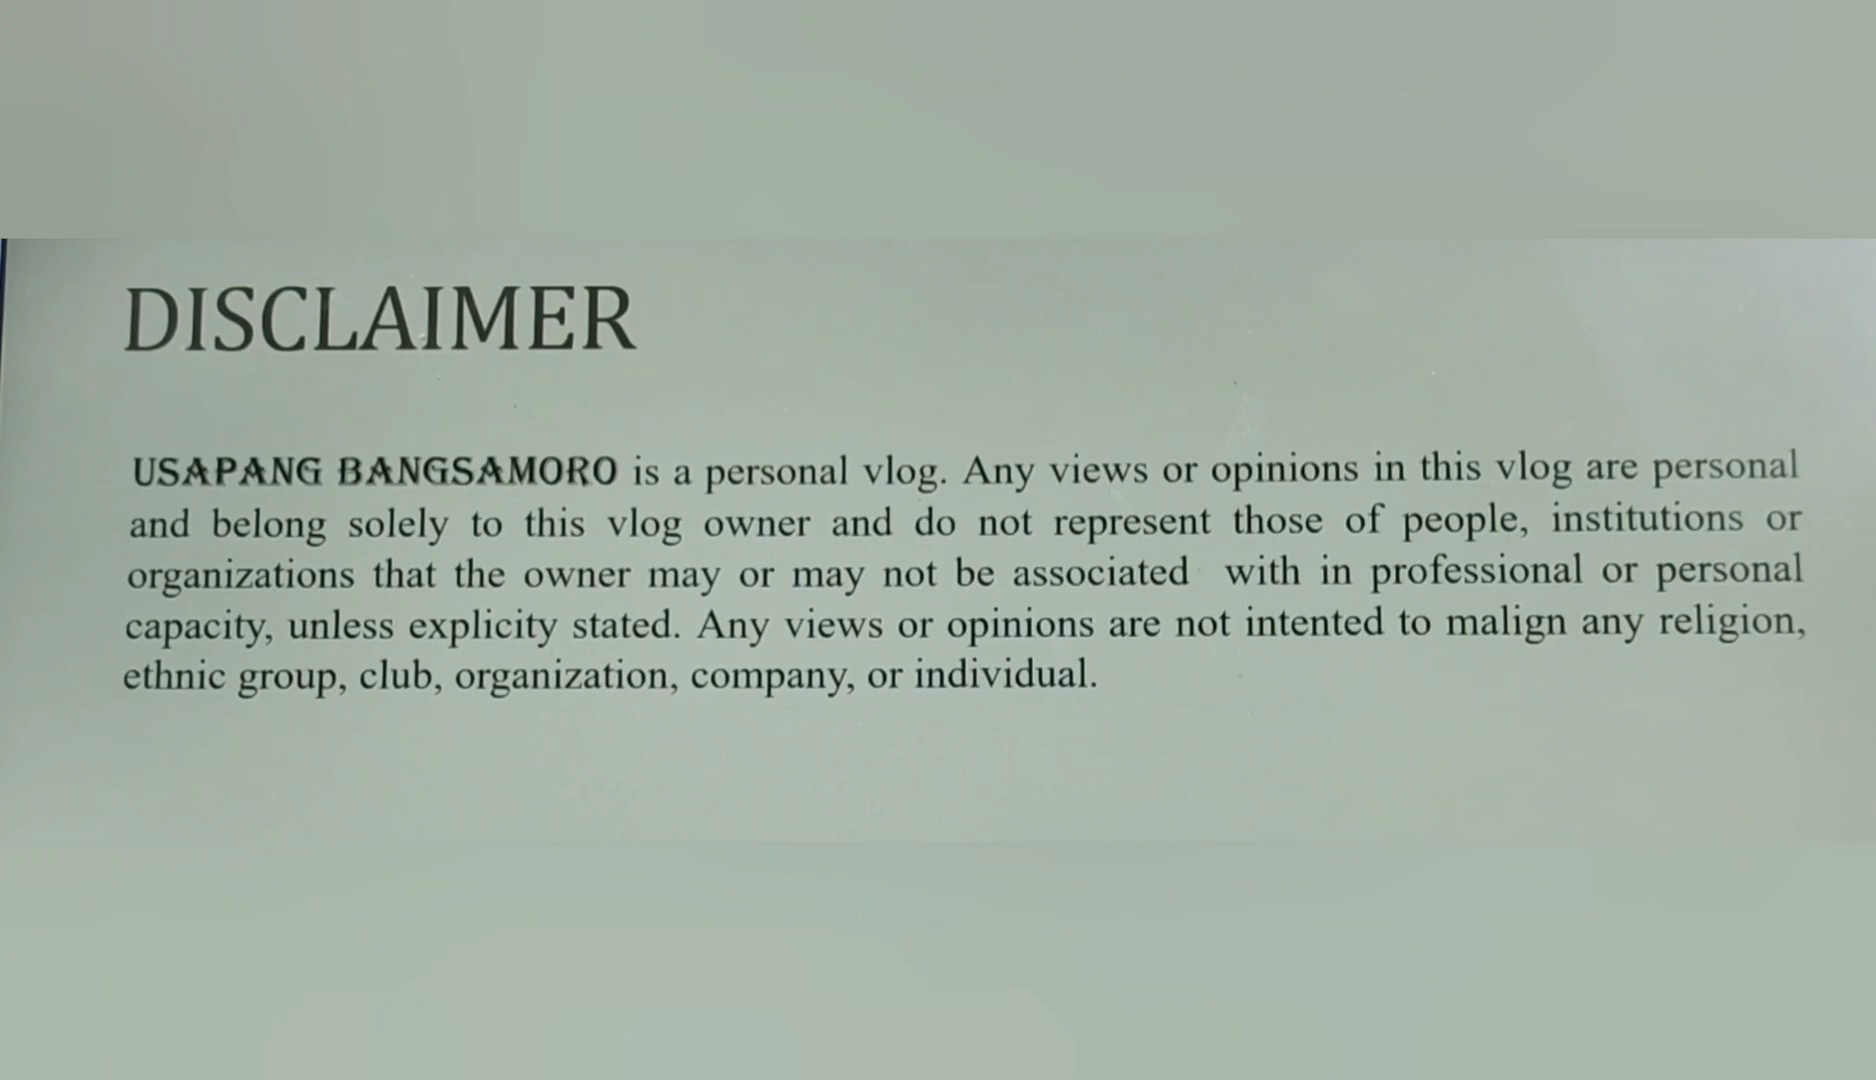 DISCLAIMER
USAPANG BANGSAMORO is a personal vlog. Any views or opinions in this vlog are personal
and belong solely to this vlog owner and do not represent those of people, institutions or
organizations that the owner may or may not be associated with in professional or personal
capacity, unless explicity stated. Any views or opinions are not intented to malign any religion,
ethnic group, club, organization, company, or individual.